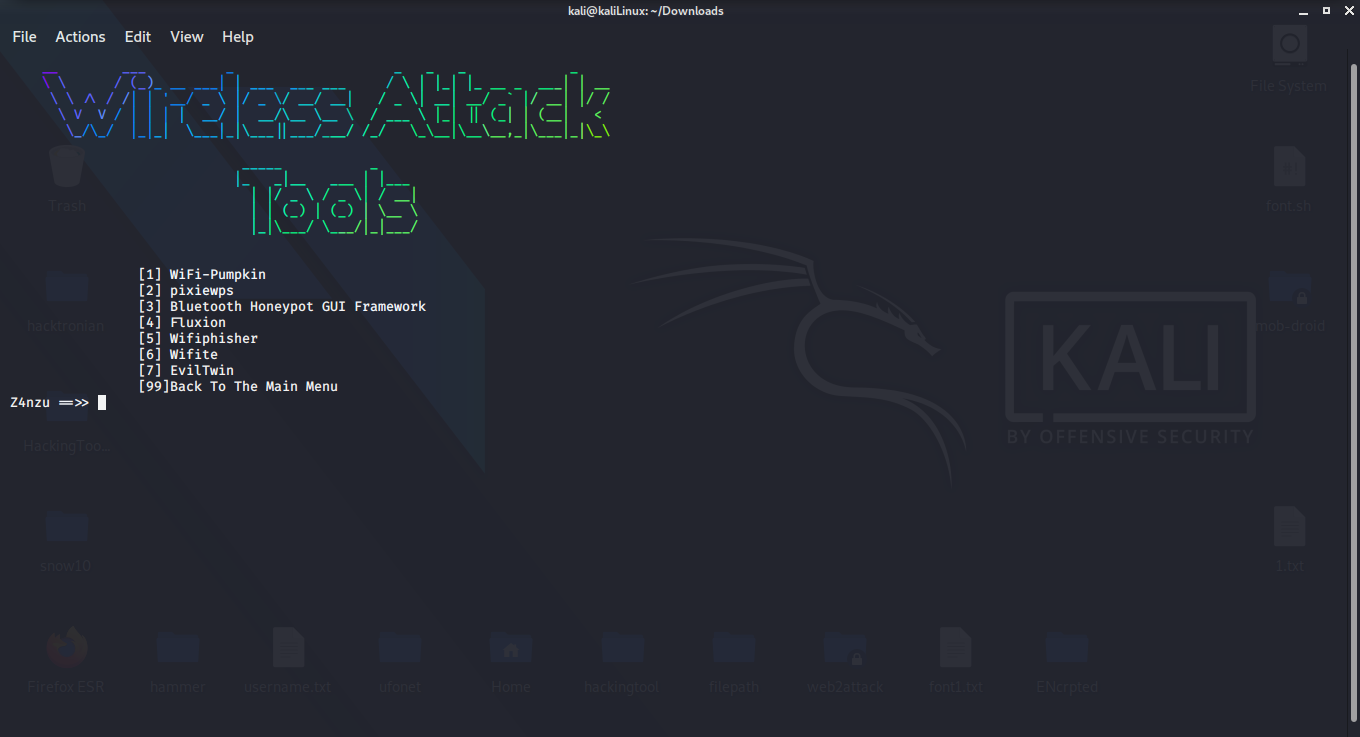 kali@kaliLinux: ~/Downloads
File Actions Edit View Help
Wireless Attack
Tools
[1] WiFi-Pumpkin
[2] pixiewps
[3] Bluetooth Honeypot GUI Framework
[4] Fluxion
[5] Wifiphisher
[6] Wifite
[7] EvilTwin
[99]Back To The Main Menu
Z4nzu ==>>
File System
Trash
font.sh
hacktronian
mob-droid
KALI
BY OFFENSIVE SECURITY
HackingToo...
snow10
1.txt
Firefox ESR
hammer
username.txt
ufonet
Home
hackingtool
filepath
web2attack
font1.txt
ENcrpted